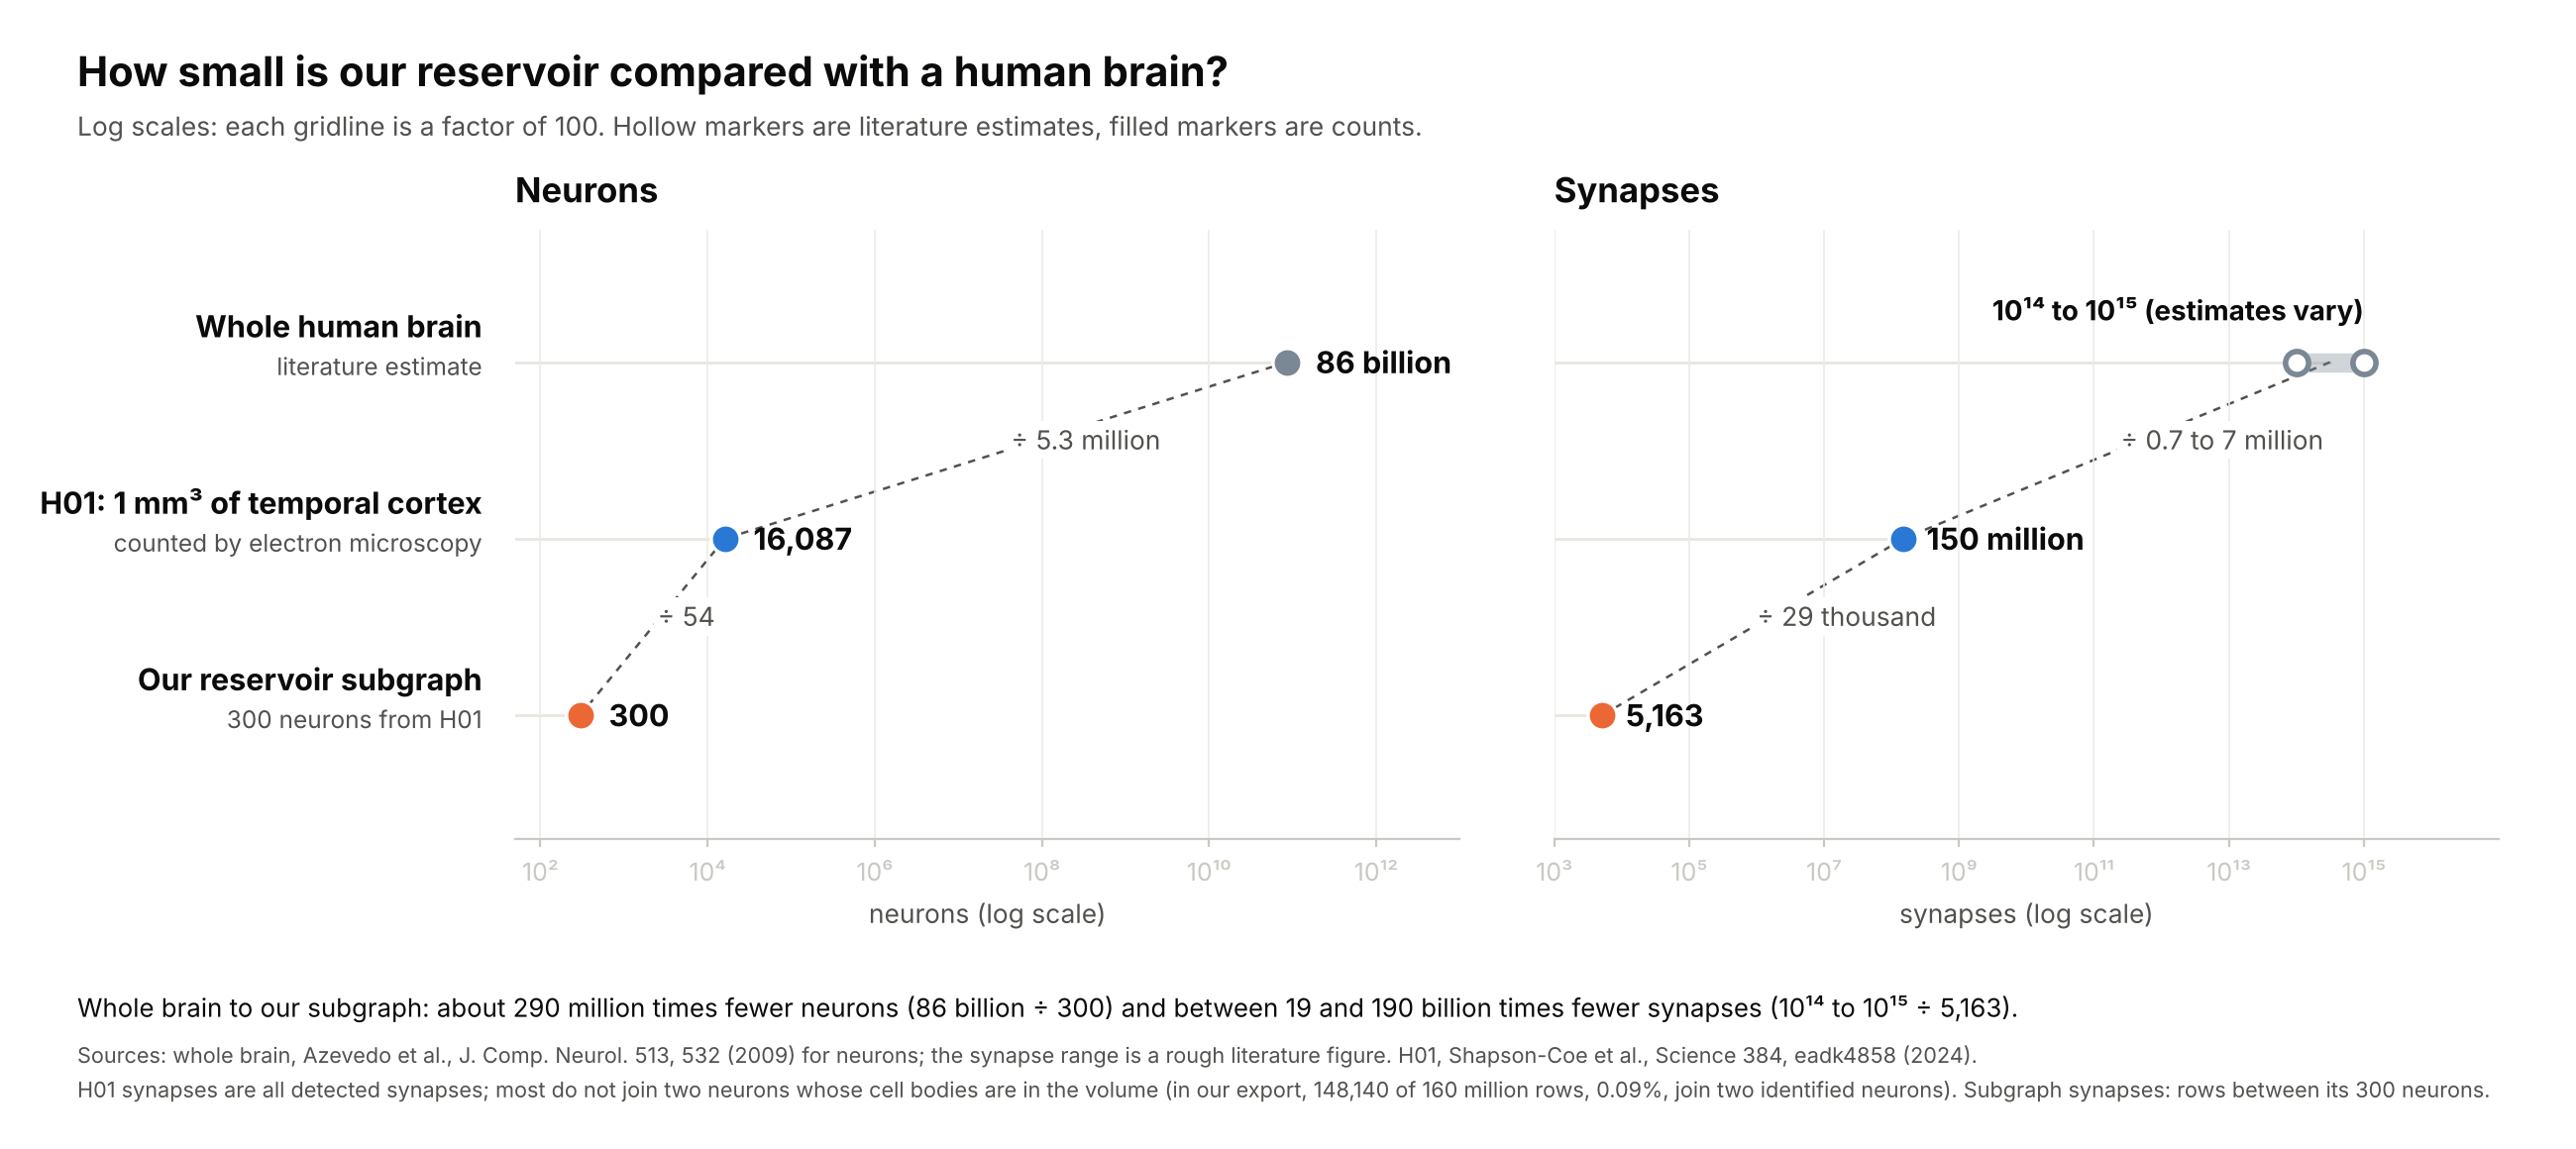 How small is our reservoir compared with a human brain?
Log scales: each gridline is a factor of 100. Hollow markers are literature estimates, filled markers are counts.
Neurons
Synapses
10¹⁴ to 10¹⁵ (estimates vary)
Whole human brain
literature estimate
86 billion
÷ 5.3 million
÷ 0.7 to 7 million
H01: 1 mm³ of temporal cortex
counted by electron microscopy
16,087
150 million
÷ 54
÷ 29 thousand
Our reservoir subgraph
300 neurons from H01
300
5,163
10² 10⁴ 10⁶ 10⁸ 10¹⁰ 10¹²
10³ 10⁵ 10⁷ 10⁹ 10¹¹ 10¹³ 10¹⁵
neurons (log scale)
synapses (log scale)
Whole brain to our subgraph: about 290 million times fewer neurons (86 billion ÷ 300) and between 19 and 190 billion times fewer synapses (10¹⁴ to 10¹⁵ ÷ 5,163).
Sources: whole brain, Azevedo et al., J. Comp. Neurol. 513, 532 (2009) for neurons; the synapse range is a rough literature figure. H01, Shapson-Coe et al., Science 384, eadk4858 (2024).
H01 synapses are all detected synapses; most do not join two neurons whose cell bodies are in the volume (in our export, 148,140 of 160 million rows, 0.09%, join two identified neurons). Subgraph synapses: rows between its 300 neurons.